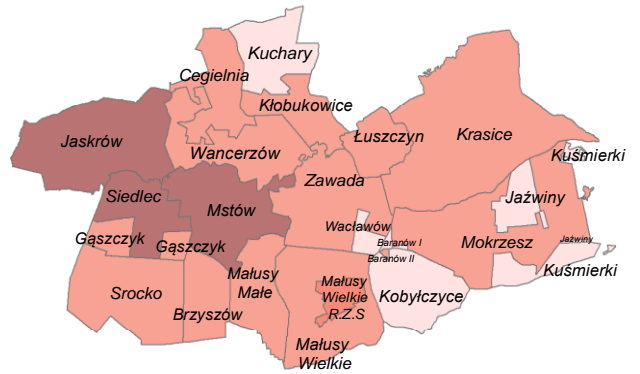 Kuchary
Cegielnia
Kłobukowice
Jaskrów
Łuszczyn
Krasice
Wancerzów
Kuśmierki
Zawada
Siedlec
Mstów
Jaźwiny
Wacławów
Gąszczyk
Gąszczyk
Baranów I
Mokrzesz
Jaźwiny
Baranów II
Kuśmierki
Małusy
Małe
Małusy
Wielkie
R.Z.S
Srocko
Kobyłczyce
Brzyszów
Małusy
Wielkie